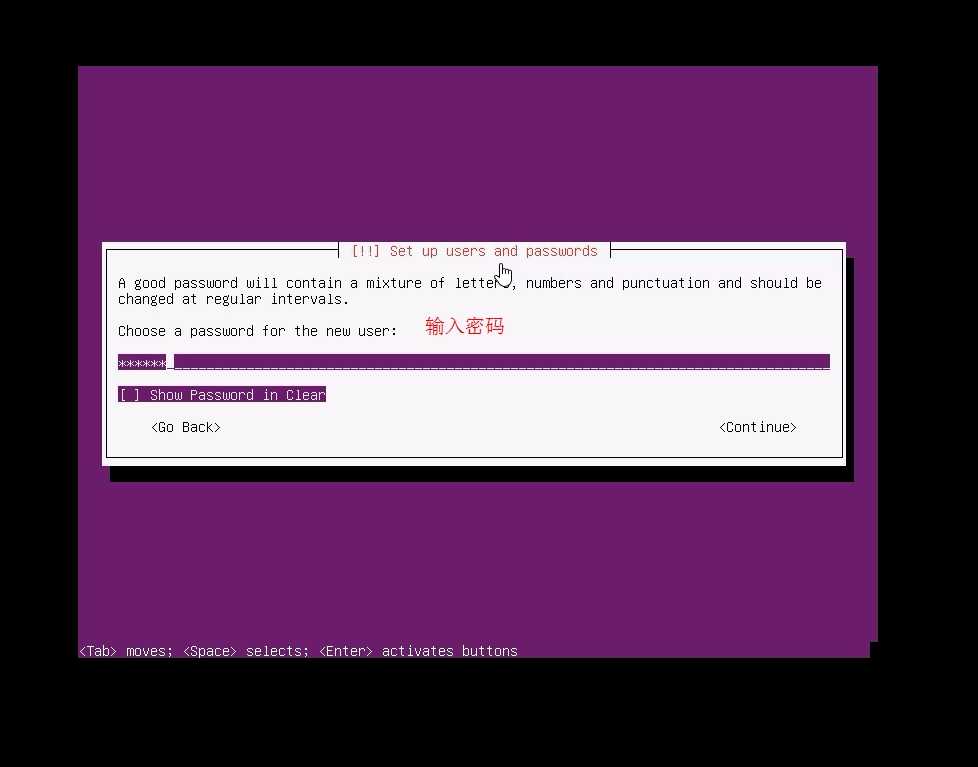 [!!] Set up users and passwords
A good password will contain a mixture of letters, numbers and punctuation and should be
changed at regular intervals.
Choose a password for the new user: 输入密码
******
[ ] Show Password in Clear
<Go Back> <Continue>
<Tab> moves; <Space> selects; <Enter> activates buttons